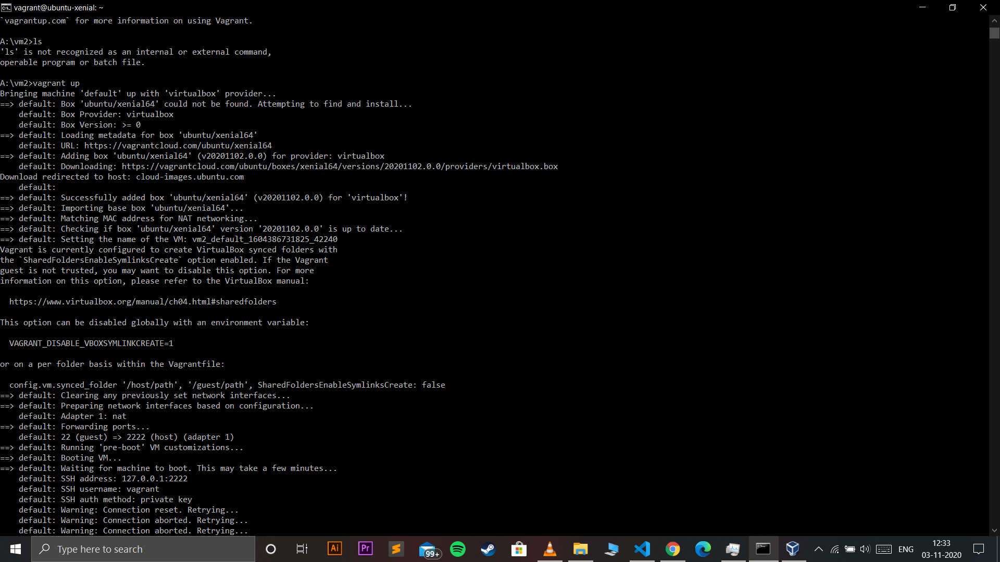 vagrant@ubuntu-xenial: ~
`vagrantup.com` for more information on using Vagrant.
A:\vm2>ls
'ls' is not recognized as an internal or external command,
operable program or batch file.
A:\vm2>vagrant up
Bringing machine 'default' up with 'virtualbox' provider...
==> default: Box 'ubuntu/xenial64' could not be found. Attempting to find and install...
default: Box Provider: virtualbox
default: Box Version: >= 0
==> default: Loading metadata for box 'ubuntu/xenial64'
default: URL: https://vagrantcloud.com/ubuntu/xenial64
==> default: Adding box 'ubuntu/xenial64' (v20201102.0.0) for provider: virtualbox
default: Downloading: https://vagrantcloud.com/ubuntu/boxes/xenial64/versions/20201102.0.0/providers/virtualbox.box
Download redirected to host: cloud-images.ubuntu.com
default:
==> default: Successfully added box 'ubuntu/xenial64' (v20201102.0.0) for 'virtualbox'!
==> default: Importing base box 'ubuntu/xenial64'...
==> default: Matching MAC address for NAT networking...
==> default: Checking if box 'ubuntu/xenial64' version '20201102.0.0' is up to date...
==> default: Setting the name of the VM: vm2_default_1604386731825_42240
Vagrant is currently configured to create VirtualBox synced folders with
the `SharedFoldersEnableSymlinksCreate` option enabled. If the Vagrant
guest is not trusted, you may want to disable this option. For more
information on this option, please refer to the VirtualBox manual:
https://www.virtualbox.org/manual/ch04.html#sharedfolders
This option can be disabled globally with an environment variable:
VAGRANT_DISABLE_VBOXSYMLINKCREATE=1
or on a per folder basis within the Vagrantfile:
config.vm.synced_folder '/host/path', '/guest/path', SharedFoldersEnableSymlinksCreate: false
==> default: Clearing any previously set network interfaces...
==> default: Preparing network interfaces based on configuration...
default: Adapter 1: nat
==> default: Forwarding ports...
default: 22 (guest) => 2222 (host) (adapter 1)
==> default: Running 'pre-boot' VM customizations...
==> default: Booting VM...
==> default: Waiting for machine to boot. This may take a few minutes...
default: SSH address: 127.0.0.1:2222
default: SSH username: vagrant
default: SSH auth method: private key
default: Warning: Connection reset. Retrying...
default: Warning: Connection aborted. Retrying...
default: Warning: Connection aborted. Retrying...
Type here to search
Ai
Pr
99+
ENG
12:33
03-11-2020